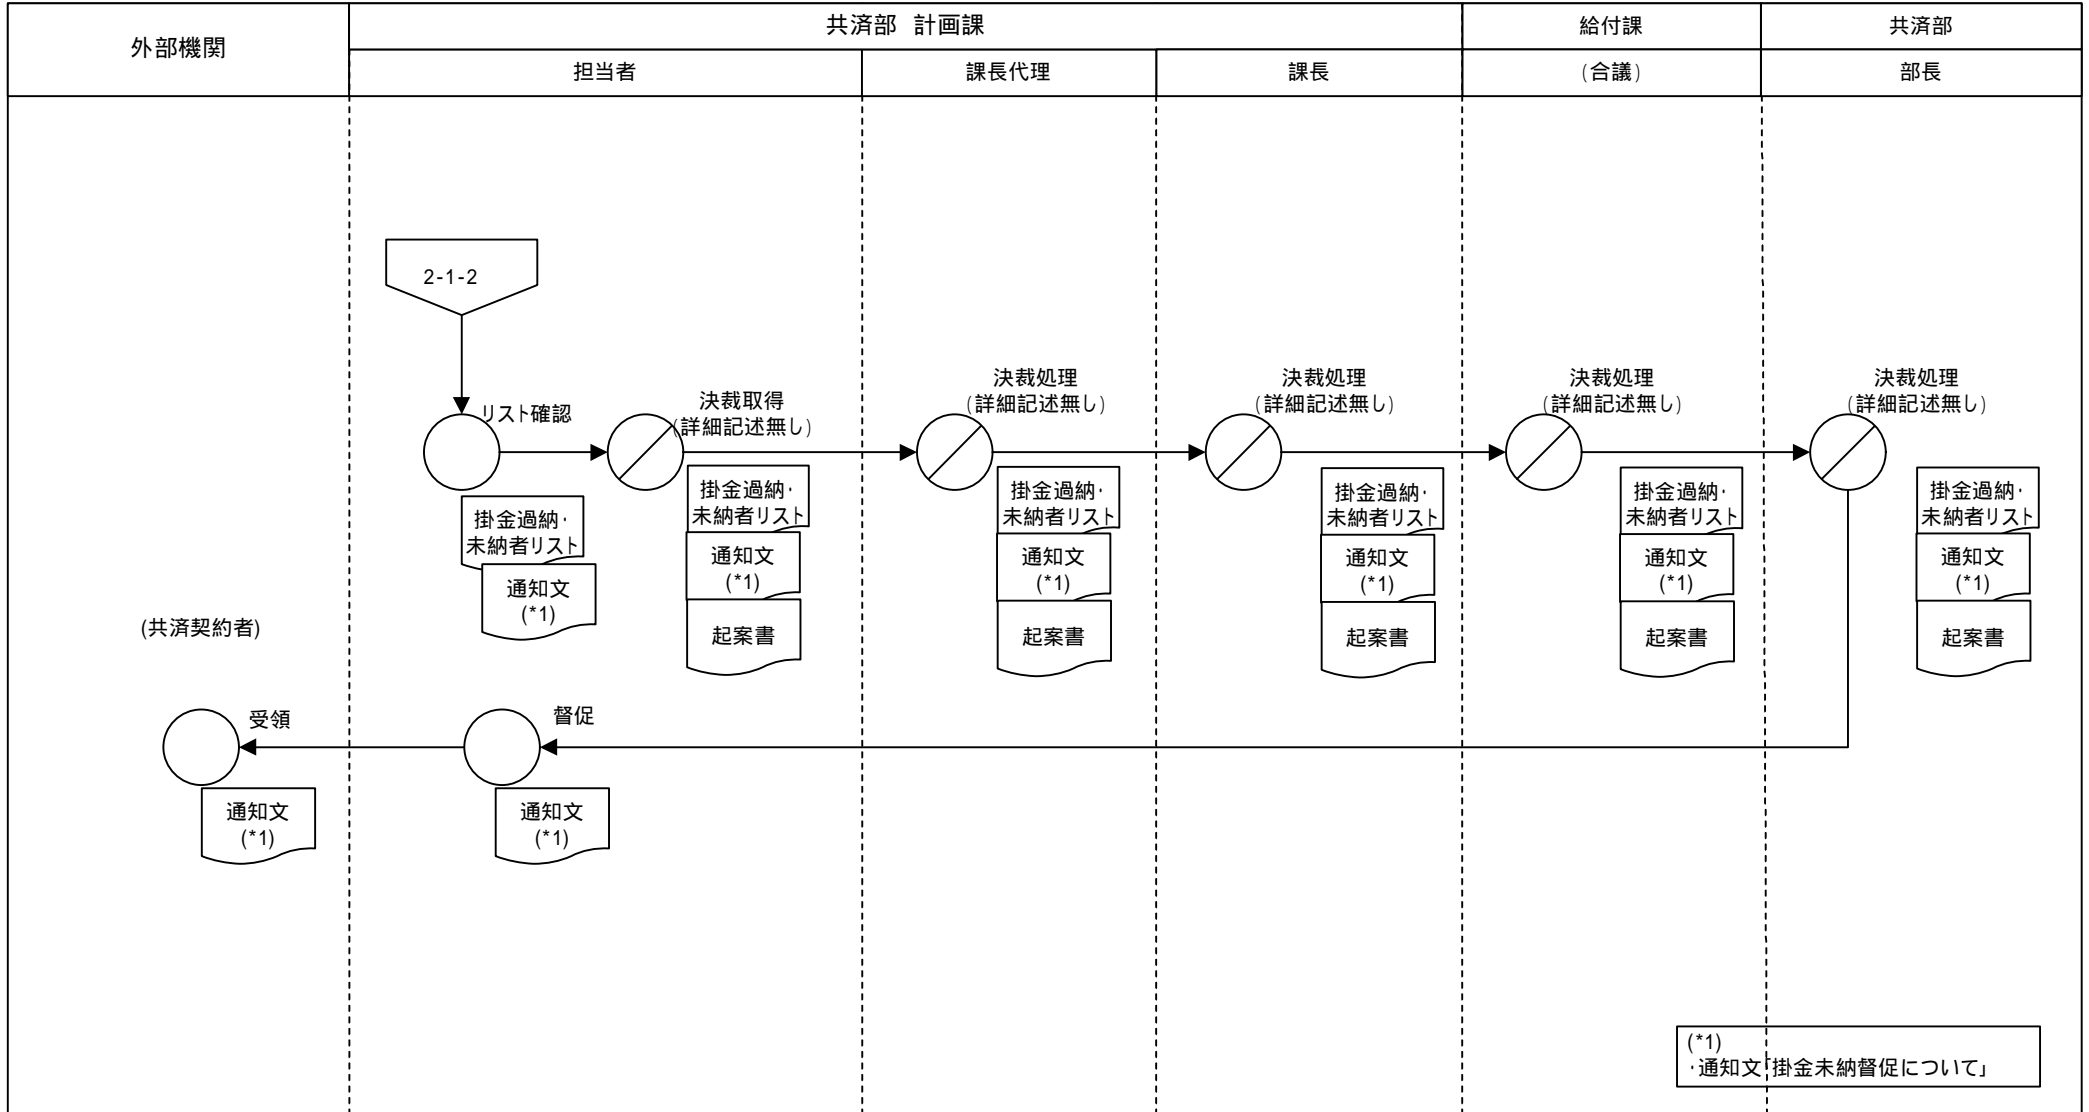 外部機関
共済部 計画課
給付課
共済部
担当者
課長代理
課長
(合議)
部長
2-1-2
リスト確認
決裁取得
(詳細記述無し)
決裁処理
(詳細記述無し)
決裁処理
(詳細記述無し)
決裁処理
(詳細記述無し)
決裁処理
(詳細記述無し)
掛金過納・
未納者リスト
通知文
(*1)
掛金過納・
未納者リスト
通知文
(*1)
起案書
掛金過納・
未納者リスト
通知文
(*1)
起案書
掛金過納・
未納者リスト
通知文
(*1)
起案書
掛金過納・
未納者リスト
通知文
(*1)
起案書
掛金過納・
未納者リスト
通知文
(*1)
起案書
(共済契約者)
受領
督促
通知文
(*1)
通知文
(*1)
(*1)
・通知文「掛金未納督促について」